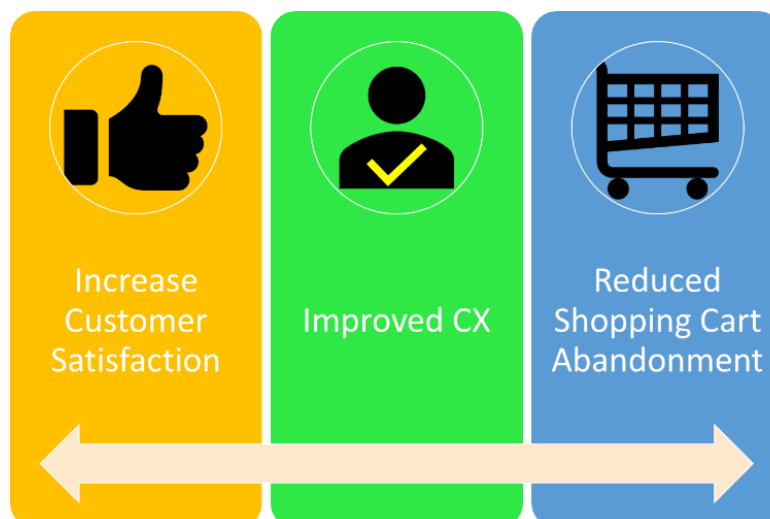 Increase
Customer
Satisfaction
Improved CX
Reduced
Shopping Cart
Abandonment